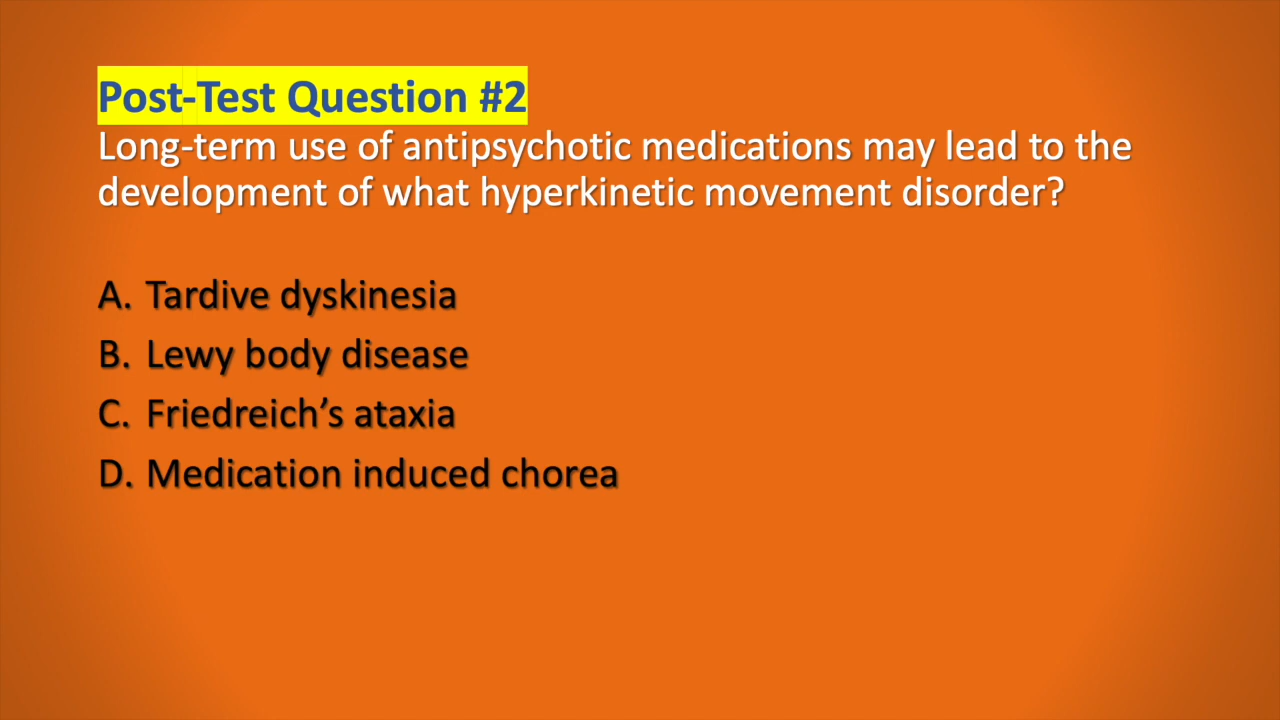 Post-Test Question #2
Long-term use of antipsychotic medications may lead to the
development of what hyperkinetic movement disorder?
A. Tardive dyskinesia
B. Lewy body disease
C. Friedreich’s ataxia
D. Medication induced chorea